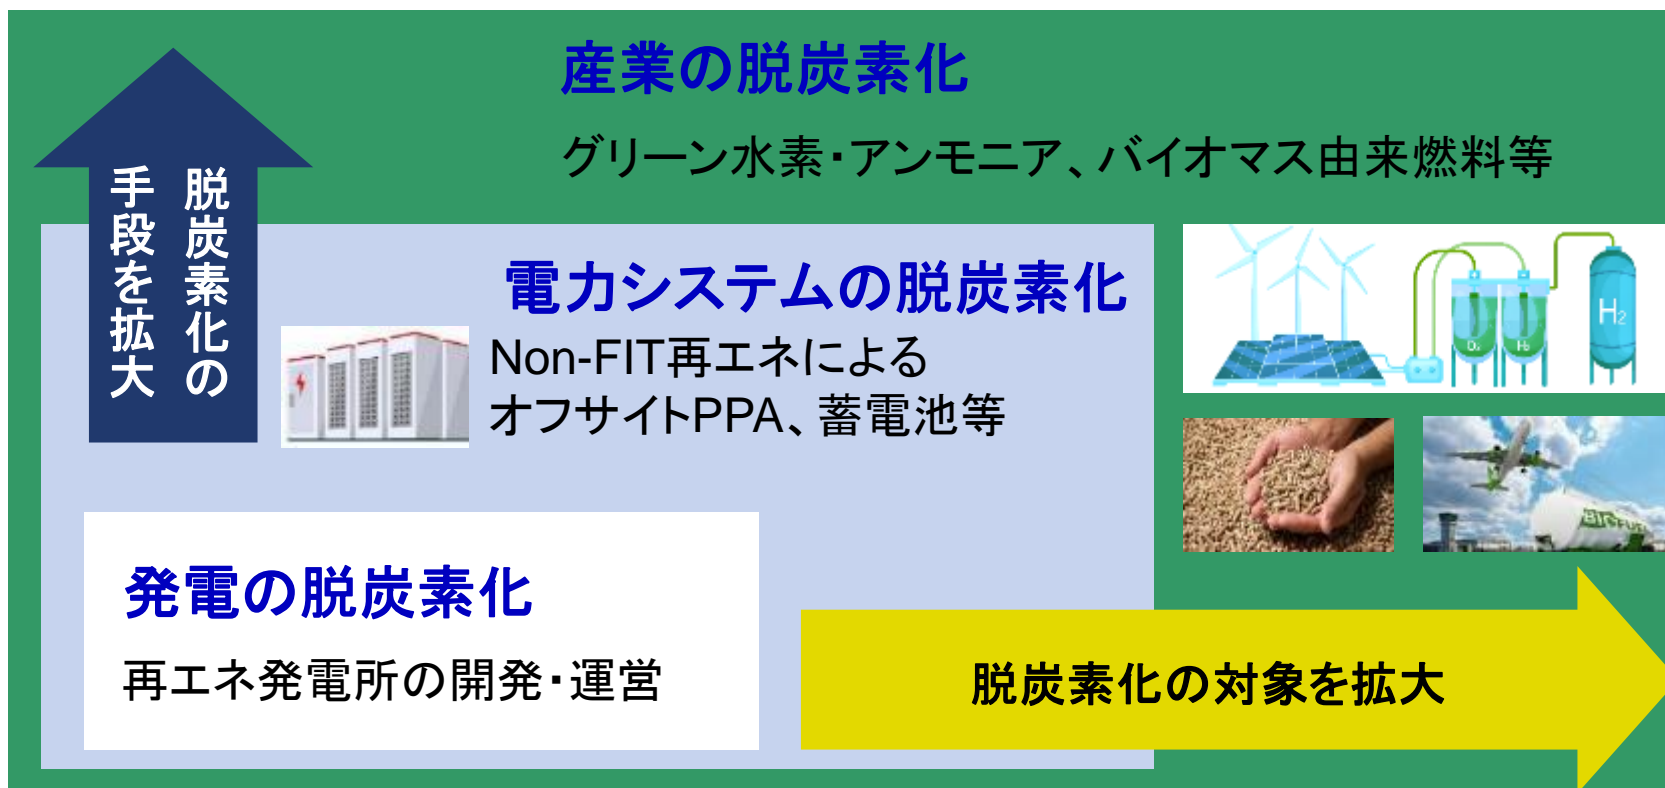 産業の脱炭素化
グリーン水素・アンモニア、バイオマス由来燃料等
脱炭素化の
手段を拡大
電力システムの脱炭素化
Non-FIT再エネによる
オフサイトPPA、蓄電池等
H₂
O₂
H₂
BIOFUEL
発電の脱炭素化
再エネ発電所の開発・運営
脱炭素化の対象を拡大